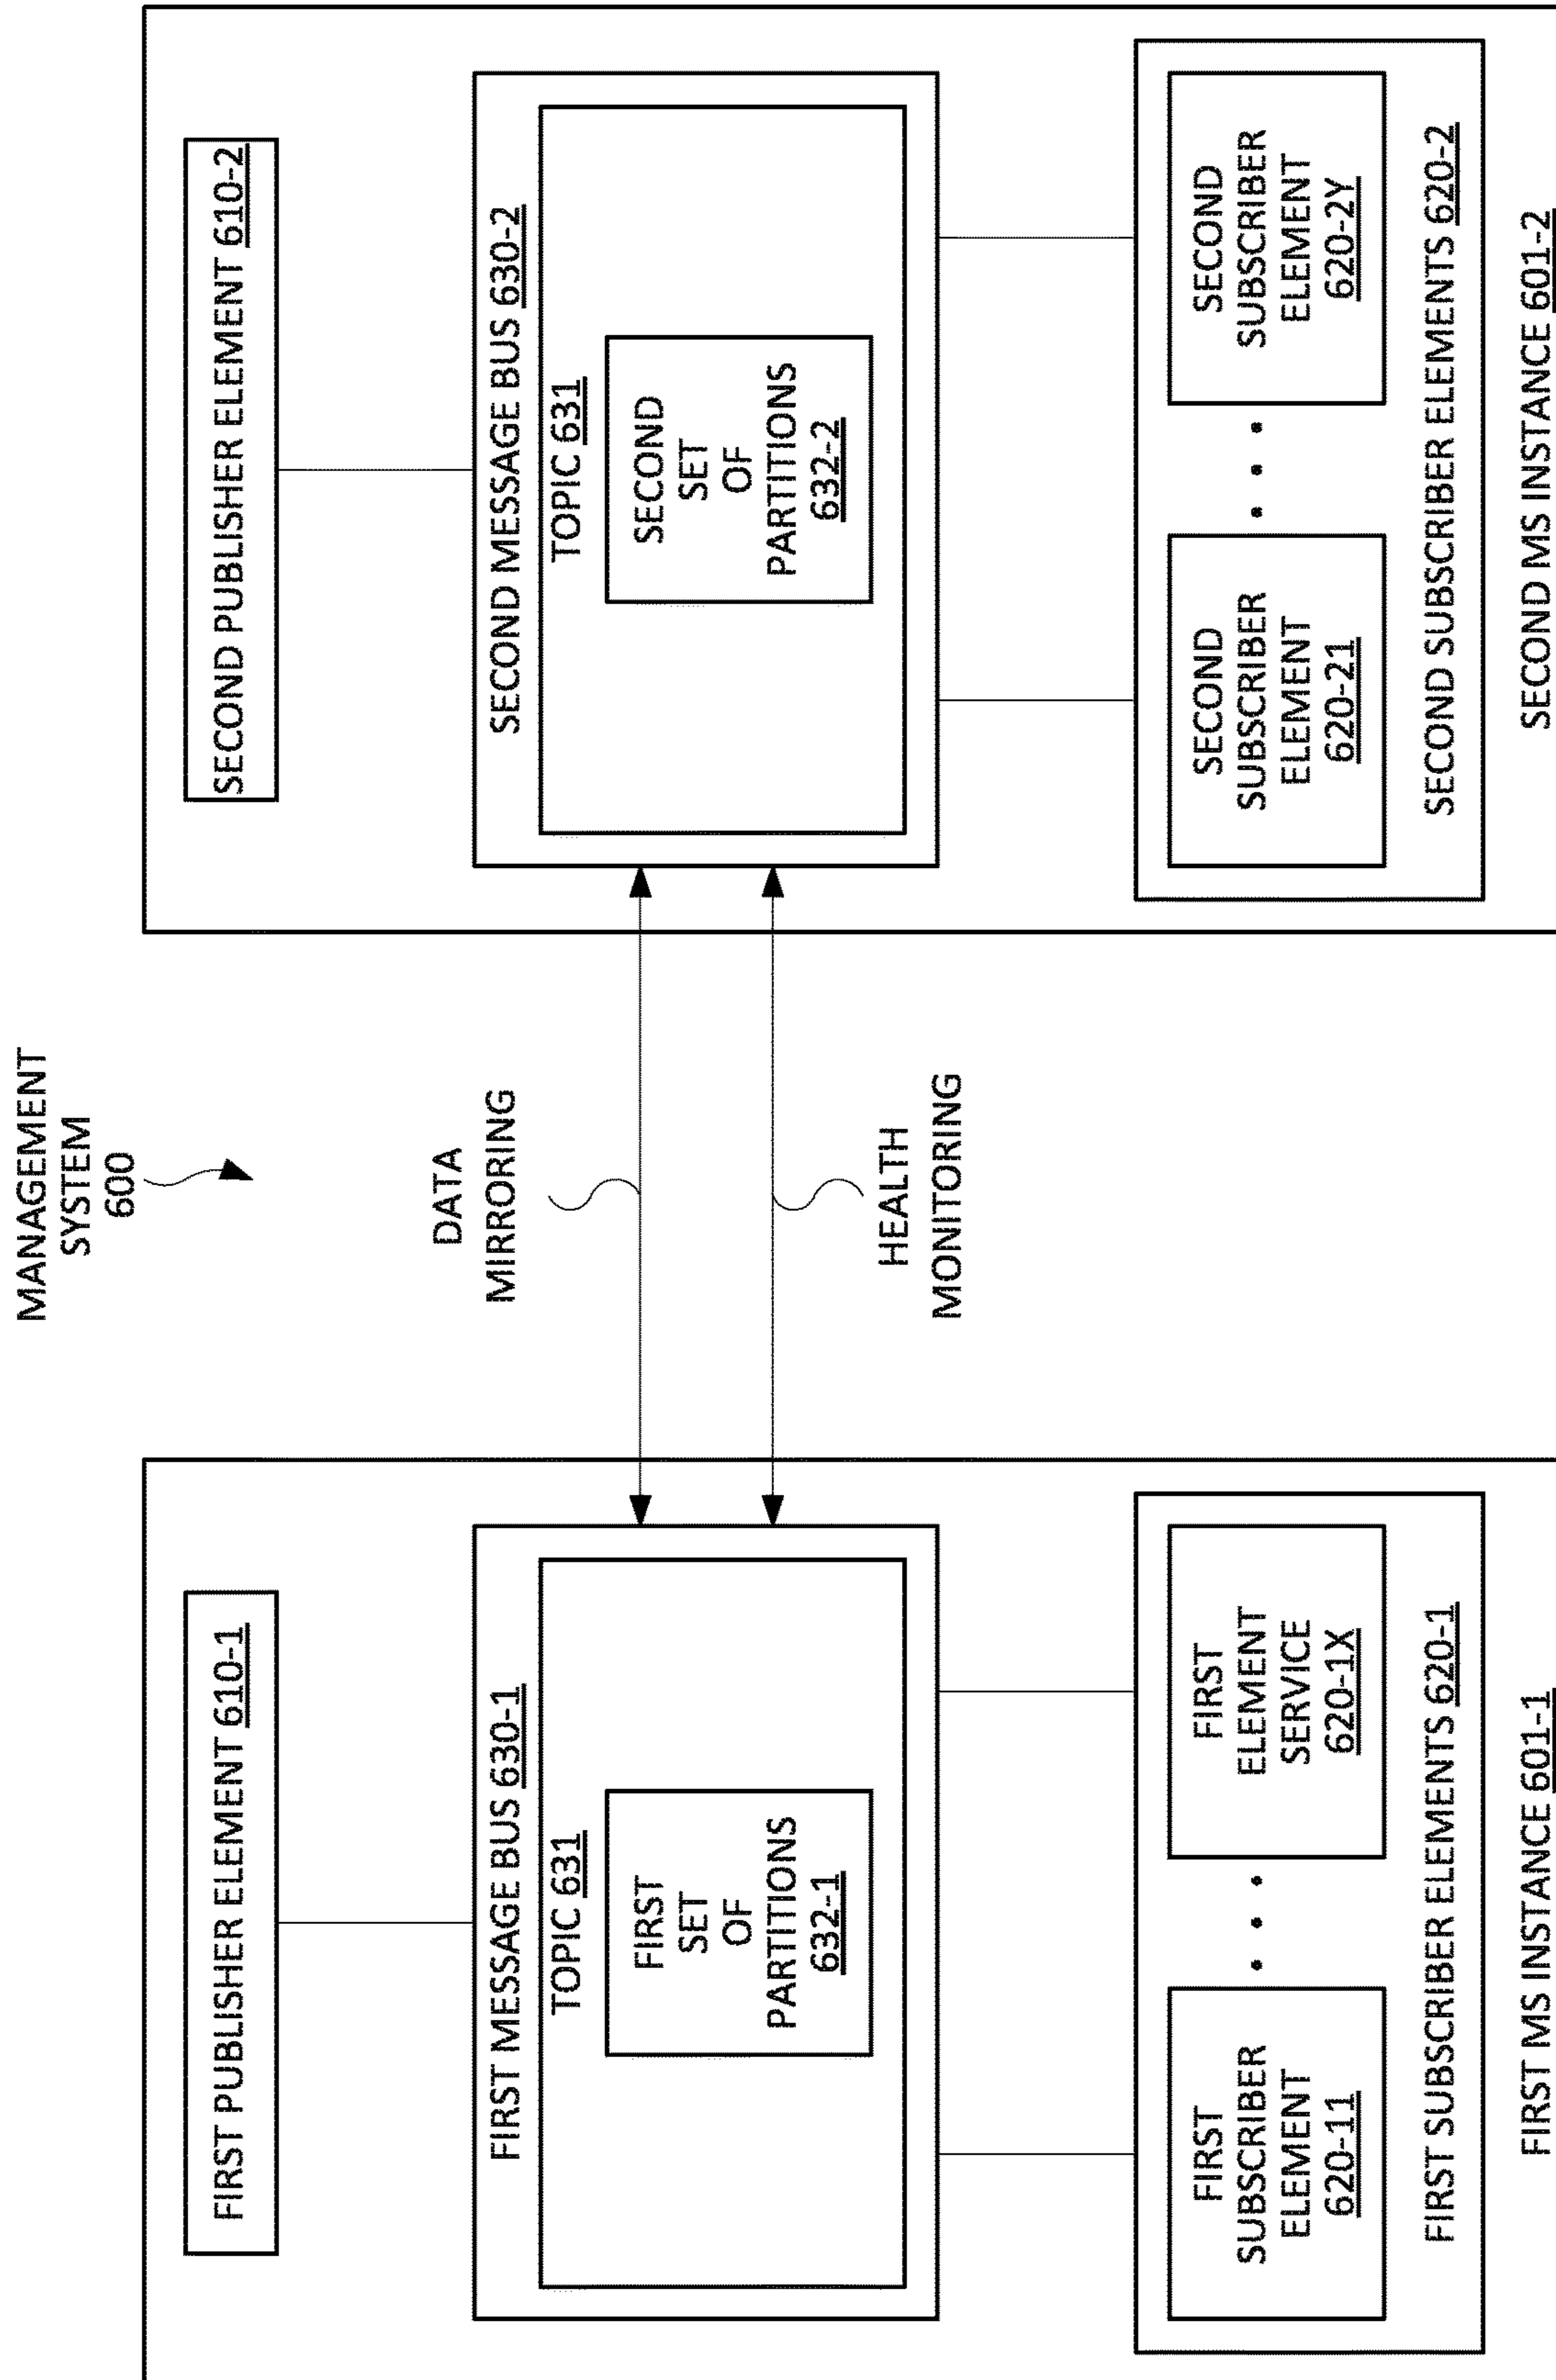 MANAGEMENT
SYSTEM
600
FIRST PUBLISHER ELEMENT 610-1
FIRST MESSAGE BUS 630-1
TOPIC 631
FIRST
SET
OF
PARTITIONS
632-1
FIRST
SUBSCRIBER
ELEMENT
620-11
FIRST
ELEMENT
SERVICE
620-1X
FIRST SUBSCRIBER ELEMENTS 620-1
FIRST MS INSTANCE 601-1
DATA
MIRRORING
HEALTH
MONITORING
SECOND PUBLISHER ELEMENT 610-2
SECOND MESSAGE BUS 630-2
TOPIC 631
SECOND
SET
OF
PARTITIONS
632-2
SECOND
SUBSCRIBER
ELEMENT
620-21
SECOND
SUBSCRIBER
ELEMENT
620-2Y
SECOND SUBSCRIBER ELEMENTS 620-2
SECOND MS INSTANCE 601-2